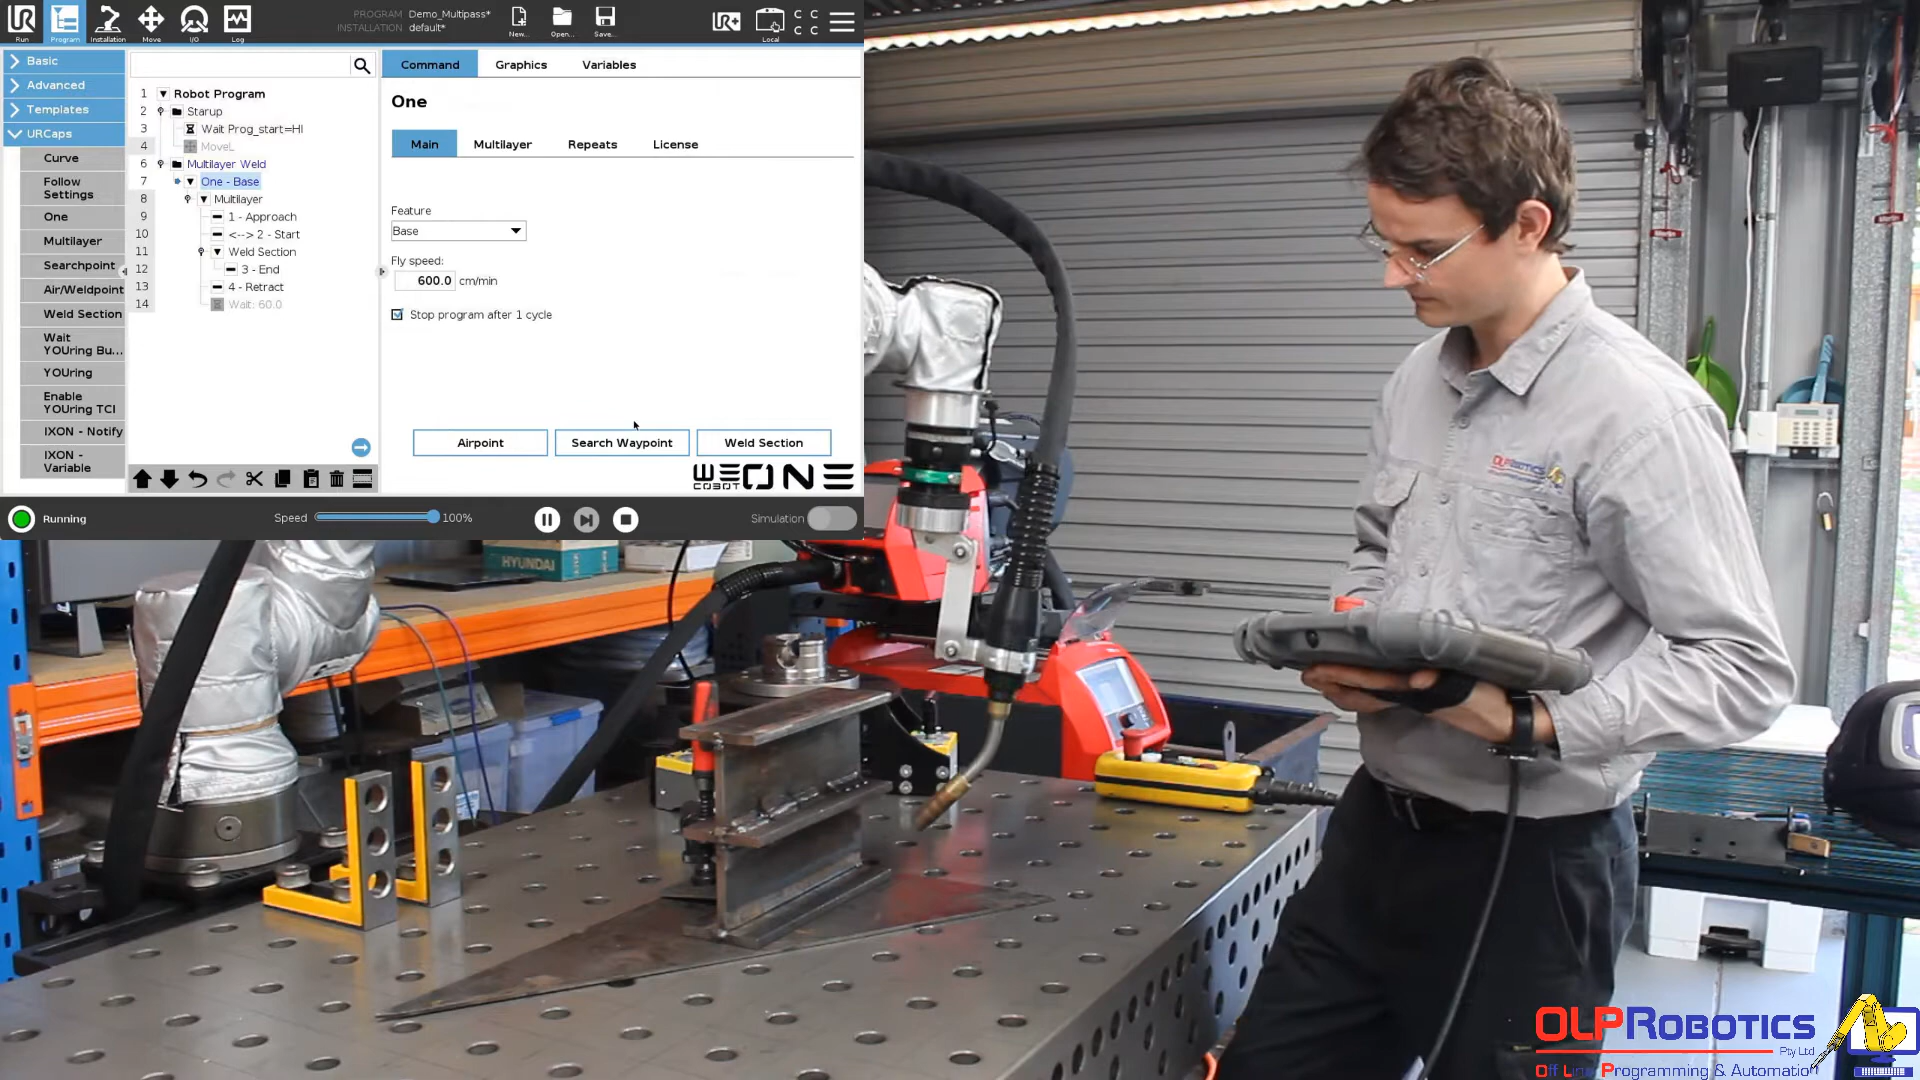 PROGRAM Demo_Multipass*
INSTALLATION default*
New... Open... Save...
UR+
Local
C C
C C
Run Program Installation Move I/O Log
Basic
Advanced
Templates
URCaps
Curve
Follow
Settings
One
Multilayer
Searchpoint
Air/Weldpoint
Weld Section
Wait
YOUring Bu...
YOUring
Enable
YOUring TCI
IXON - Notify
IXON -
Variable
1 Robot Program
2 Starup
3 Wait Prog_start=HI
4 MoveL
6 Multilayer Weld
7 One - Base
8 Multilayer
9 1 - Approach
10 <--> 2 - Start
11 Weld Section
12 3 - End
13 4 - Retract
14 Wait: 60.0
Command Graphics Variables
One
Main Multilayer Repeats License
Feature
Base
Fly speed:
600.0 cm/min
Stop program after 1 cycle
Airpoint Search Waypoint Weld Section
WE COBOT ONE
Running
Speed 100%
Simulation
HYUNDAI
OLPROBOTICS
OLPROBOTICS
Pty Ltd
Off Line Programming & Automation